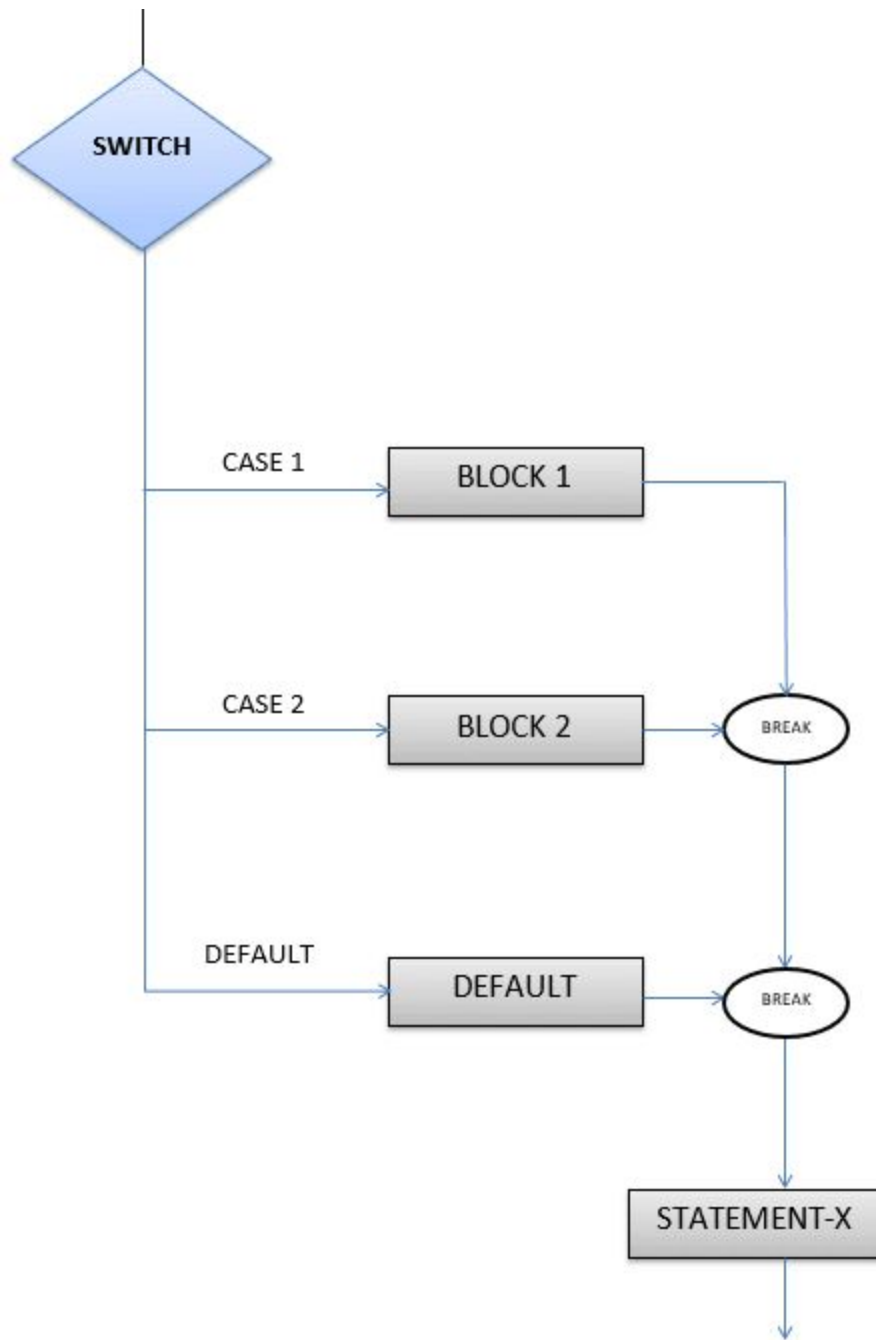 SWITCH
CASE 1
BLOCK 1
CASE 2
BLOCK 2
BREAK
DEFAULT
DEFAULT
BREAK
STATEMENT-X